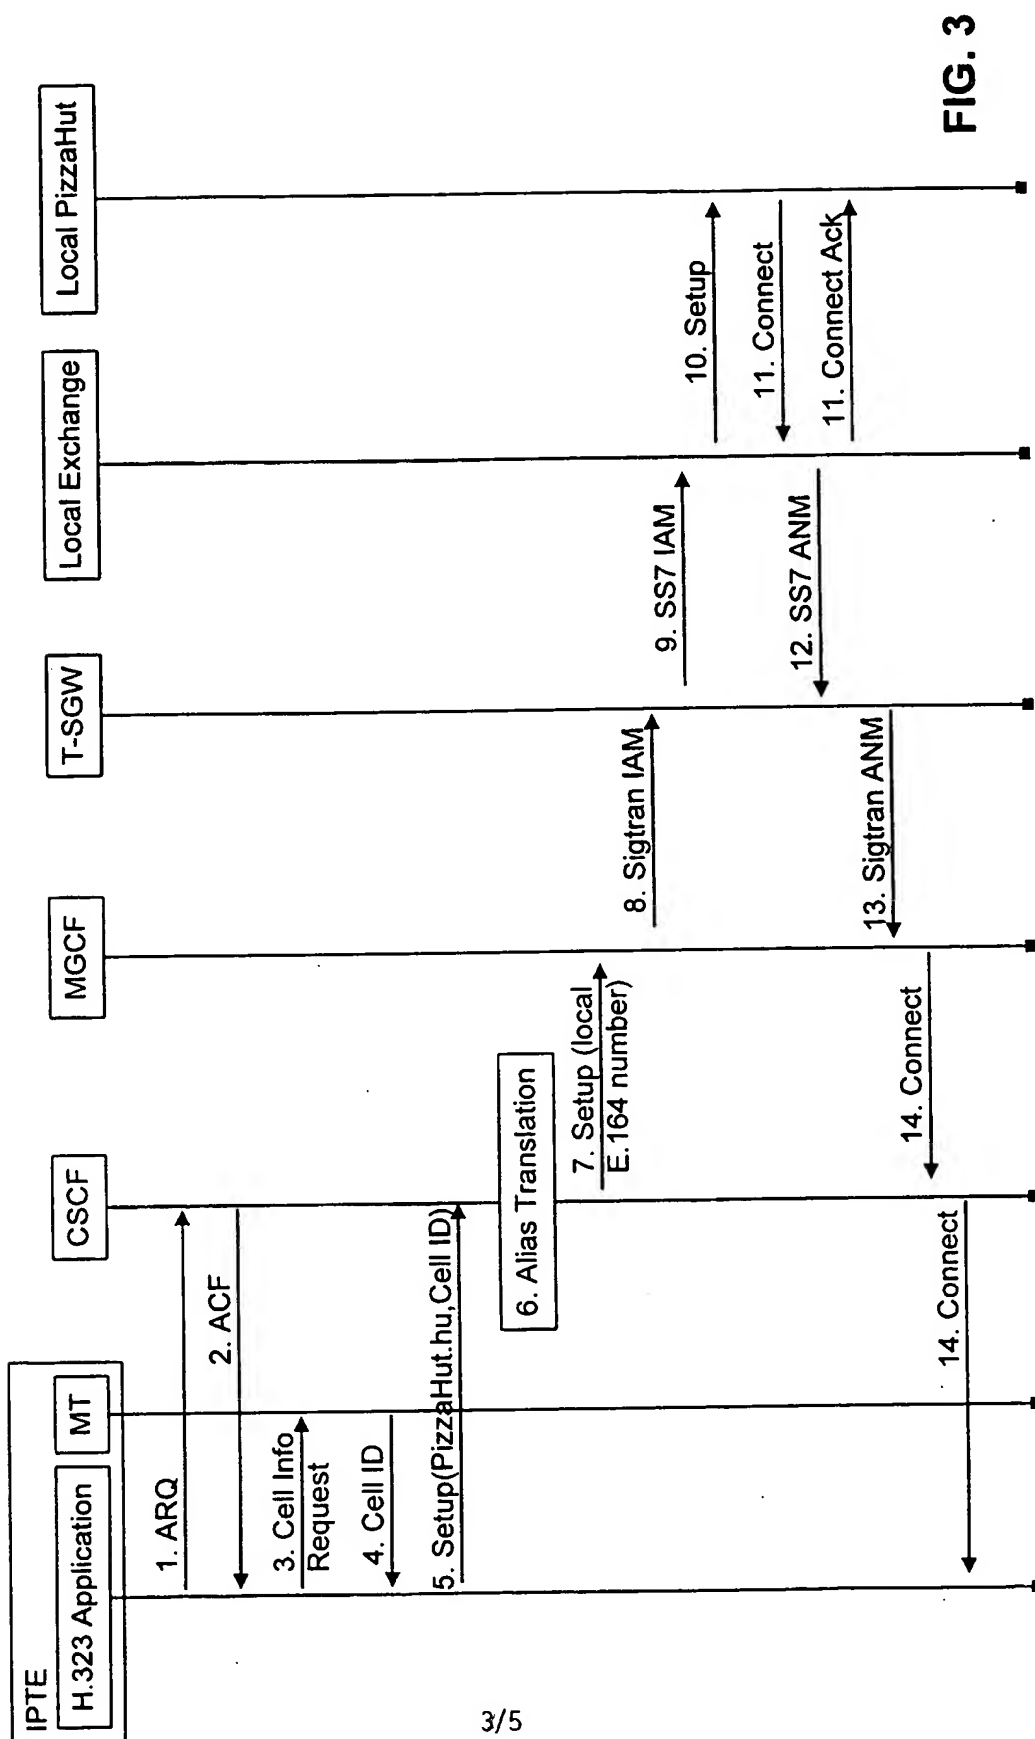 IPTE
H.323 Application
MT
CSCF
MGCF
T-SGW
Local Exchange
Local PizzaHut
1. ARQ
2. ACF
3. Cell Info
Request
4. Cell ID
5. Setup(PizzaHut.hu,Cell ID)
6. Alias Translation
7. Setup (local
E.164 number)
8. Sigtran IAM
9. SS7 IAM
10. Setup
11. Connect
12. SS7 ANM
11. Connect Ack
13. Sigtran ANM
14. Connect
14. Connect
FIG. 3
3/5